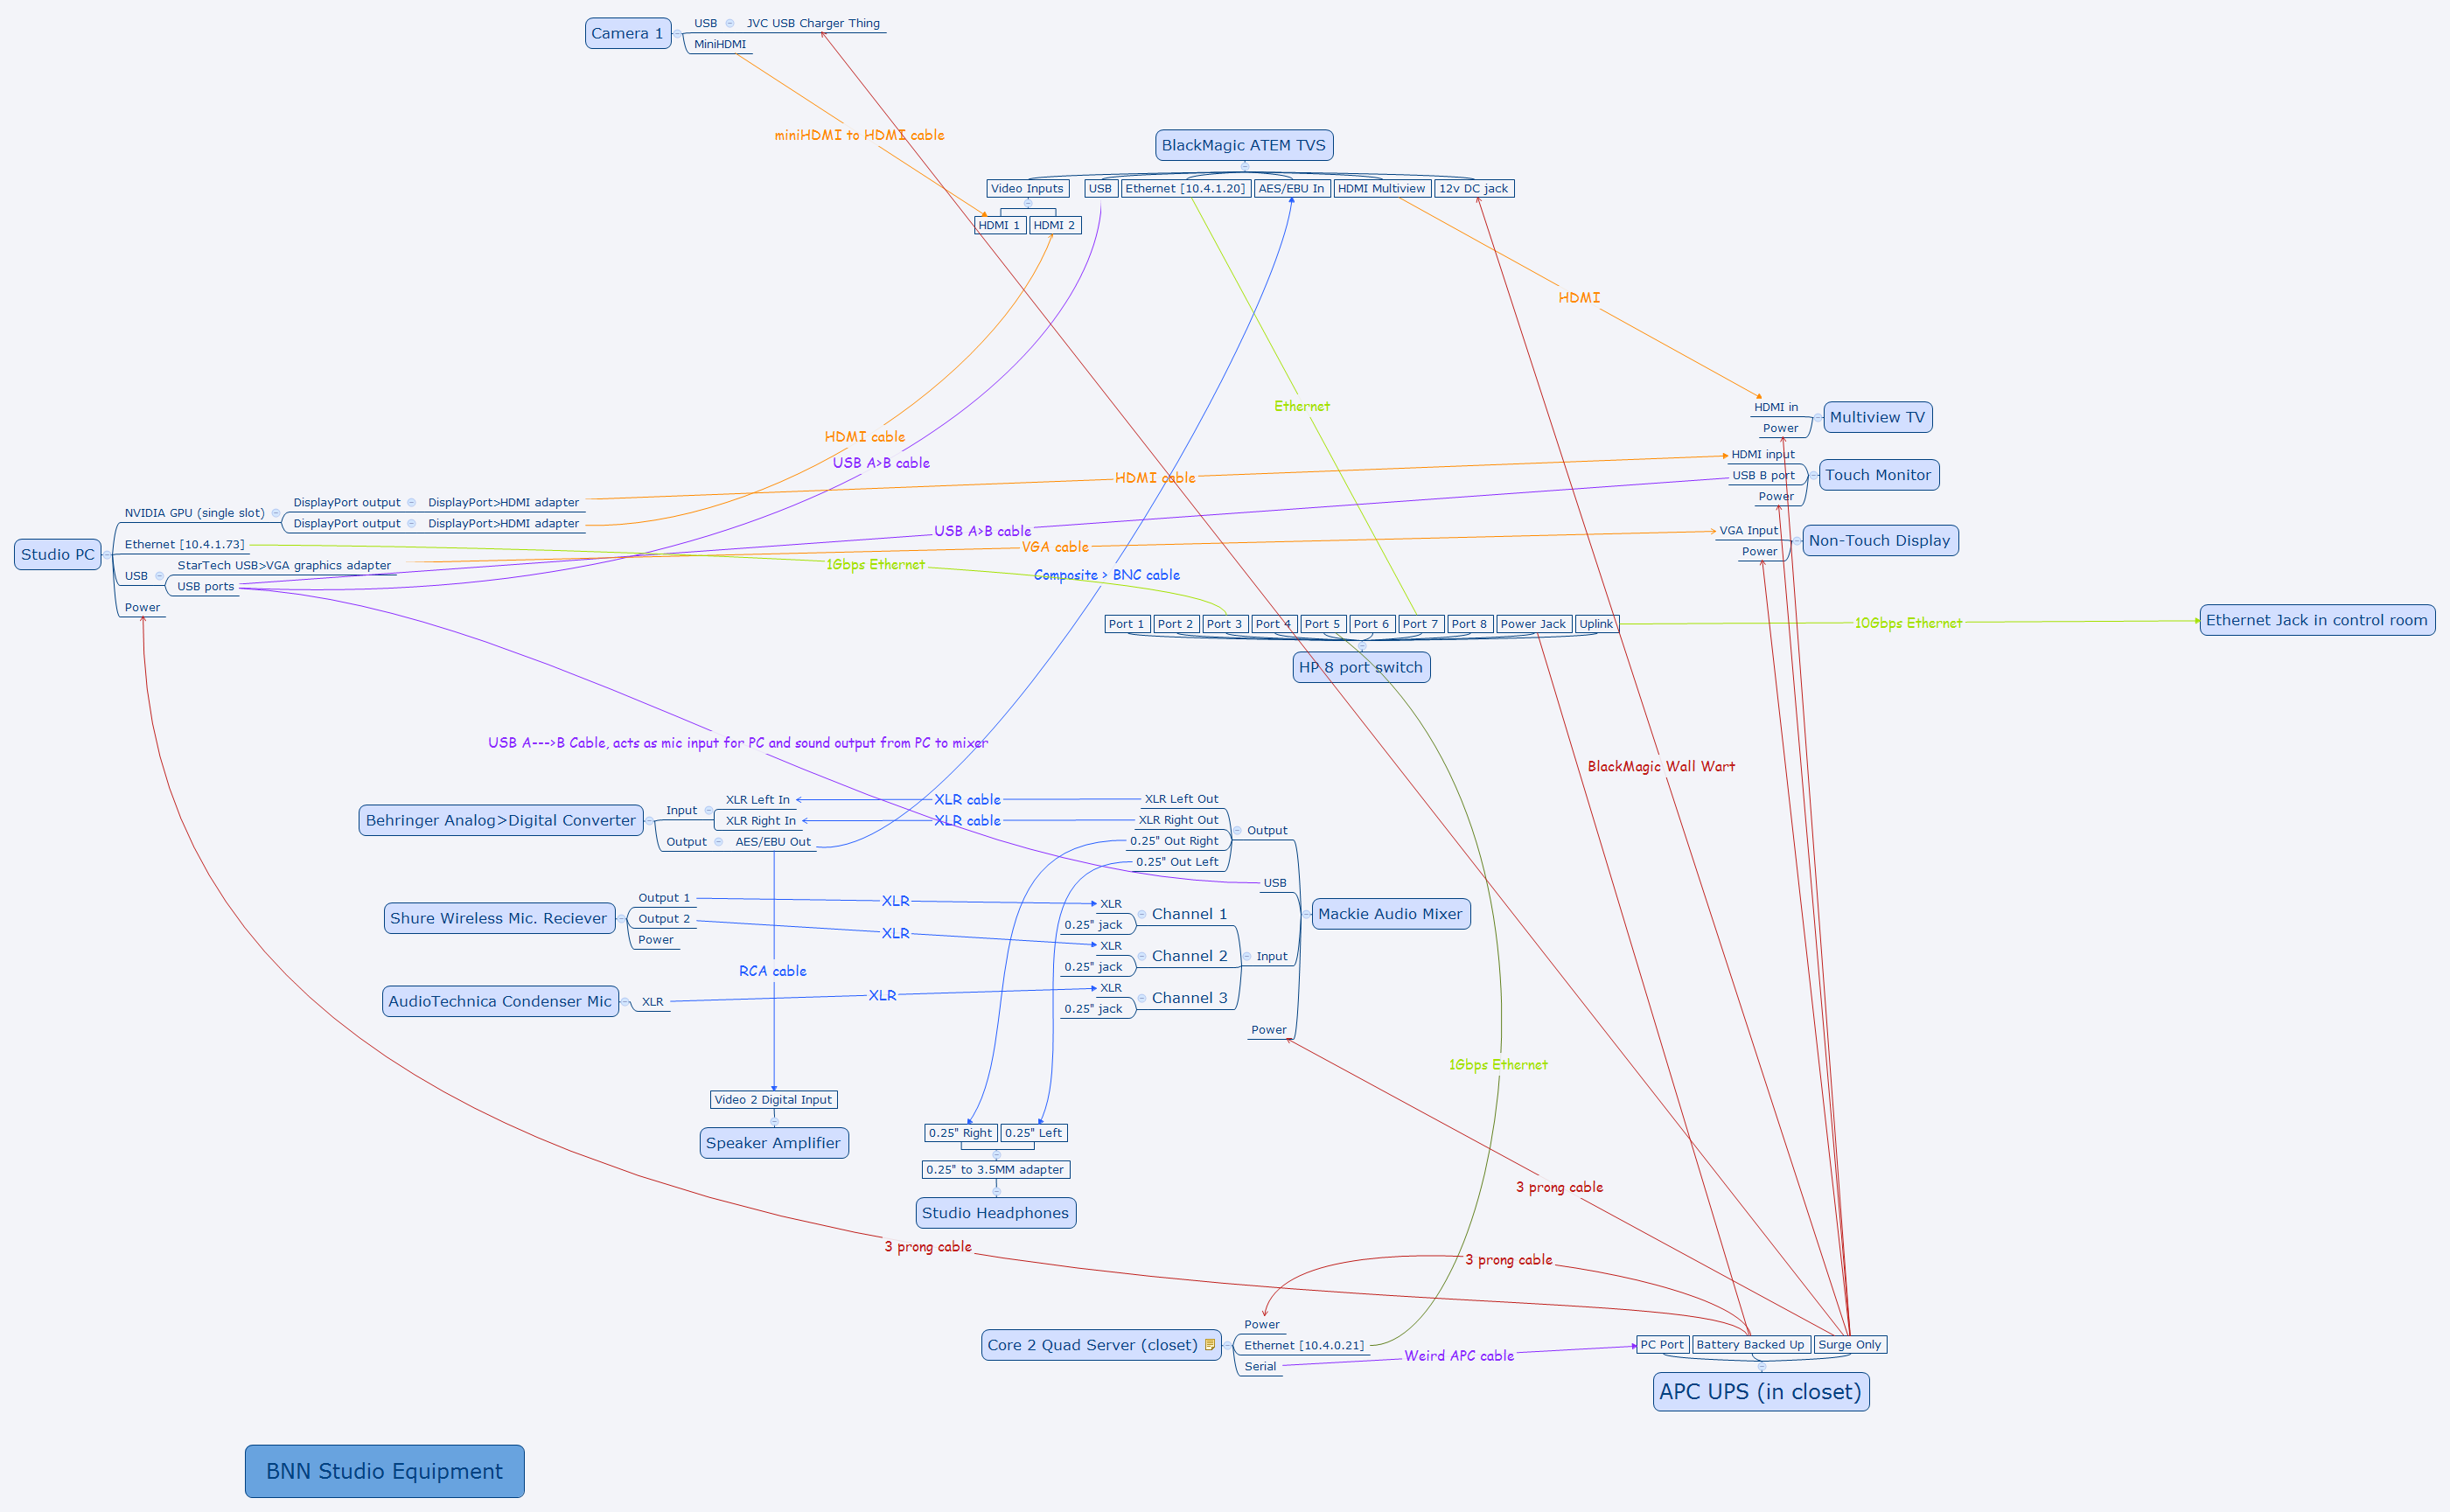 Camera 1
USB
JVC USB Charger Thing
MiniHDMI
miniHDMI to HDMI cable
BlackMagic ATEM TVS
Video Inputs
USB
Ethernet [10.4.1.20]
AES/EBU In
HDMI Multiview
12v DC jack
HDMI 1
HDMI 2
HDMI
Ethernet
HDMI in
Power
Multiview TV
HDMI cable
USB A>B cable
HDMI cable
HDMI input
USB B port
Power
Touch Monitor
Studio PC
NVIDIA GPU (single slot)
DisplayPort output
DisplayPort>HDMI adapter
DisplayPort output
DisplayPort>HDMI adapter
Ethernet [10.4.1.73]
USB
StarTech USB>VGA graphics adapter
USB ports
Power
USB A>B cable
VGA cable
VGA Input
Power
Non-Touch Display
1Gbps Ethernet
Composite > BNC cable
Port 1
Port 2
Port 3
Port 4
Port 5
Port 6
Port 7
Port 8
Power Jack
Uplink
HP 8 port switch
10Gbps Ethernet
Ethernet Jack in control room
USB A--->B Cable, acts as mic input for PC and sound output from PC to mixer
BlackMagic Wall Wart
Behringer Analog>Digital Converter
Input
XLR Left In
XLR Right In
Output
AES/EBU Out
XLR cable
XLR cable
XLR Left Out
XLR Right Out
0.25" Out Right
0.25" Out Left
Output
USB
Mackie Audio Mixer
Shure Wireless Mic. Reciever
Output 1
Output 2
Power
XLR
XLR
XLR
0.25" jack
Channel 1
XLR
0.25" jack
Channel 2
Input
XLR
0.25" jack
Channel 3
Power
RCA cable
AudioTechnica Condenser Mic
XLR
XLR
1Gbps Ethernet
Video 2 Digital Input
Speaker Amplifier
0.25" Right
0.25" Left
0.25" to 3.5MM adapter
Studio Headphones
3 prong cable
3 prong cable
3 prong cable
Core 2 Quad Server (closet)
Power
Ethernet [10.4.0.21]
Serial
Weird APC cable
PC Port
Battery Backed Up
Surge Only
APC UPS (in closet)
BNN Studio Equipment